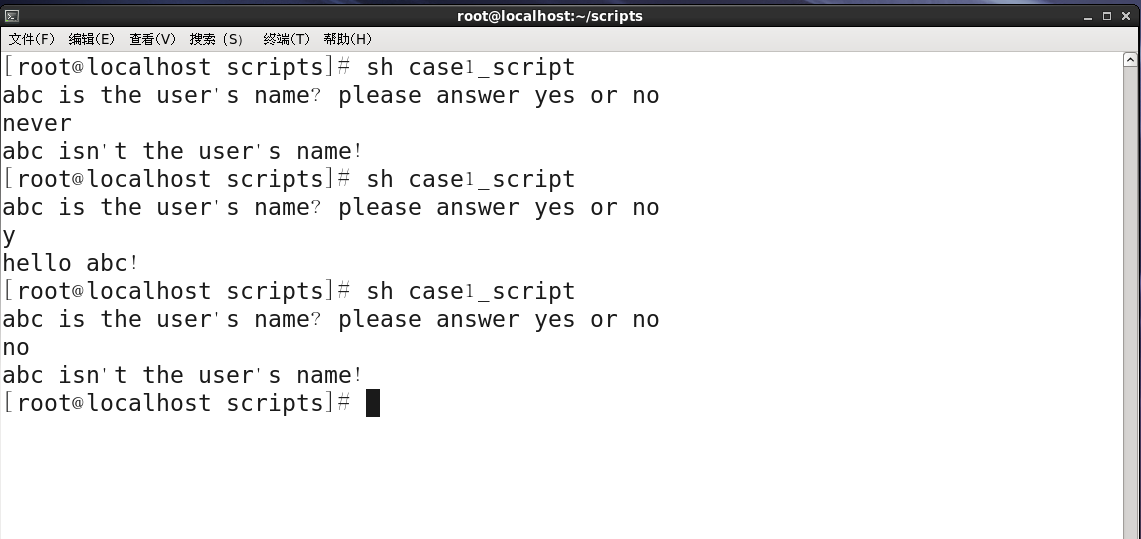 root@localhost:~/scripts
文件(F) 编辑(E) 查看(V) 搜索 (S) 终端(T) 帮助(H)
[root@localhost scripts]# sh case1_script
abc is the user's name? please answer yes or no
never
abc isn't the user's name!
[root@localhost scripts]# sh case1_script
abc is the user's name? please answer yes or no
y
hello abc!
[root@localhost scripts]# sh case1_script
abc is the user's name? please answer yes or no
no
abc isn't the user's name!
[root@localhost scripts]#